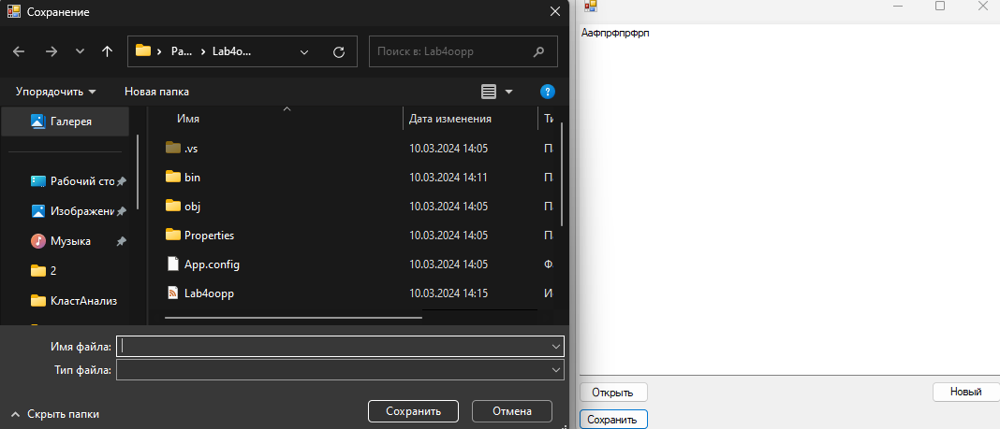 Сохранение
Ра... Lab4o...
Поиск в: Lab4oopp
Упорядочить Новая папка
Галерея
Рабочий сто
Изображени
Музыка
2
КластАнализ
Имя Дата изменения Ти
.vs 10.03.2024 14:05 П
bin 10.03.2024 14:11 П
obj 10.03.2024 14:05 П
Properties 10.03.2024 14:05 П
App.config 10.03.2024 14:05 Ф
Lab4oopp 10.03.2024 14:15 И
Имя файла:
Тип файла:
Скрыть папки
Сохранить Отмена
Аафпрфпрфрп
Открыть Новый
Сохранить